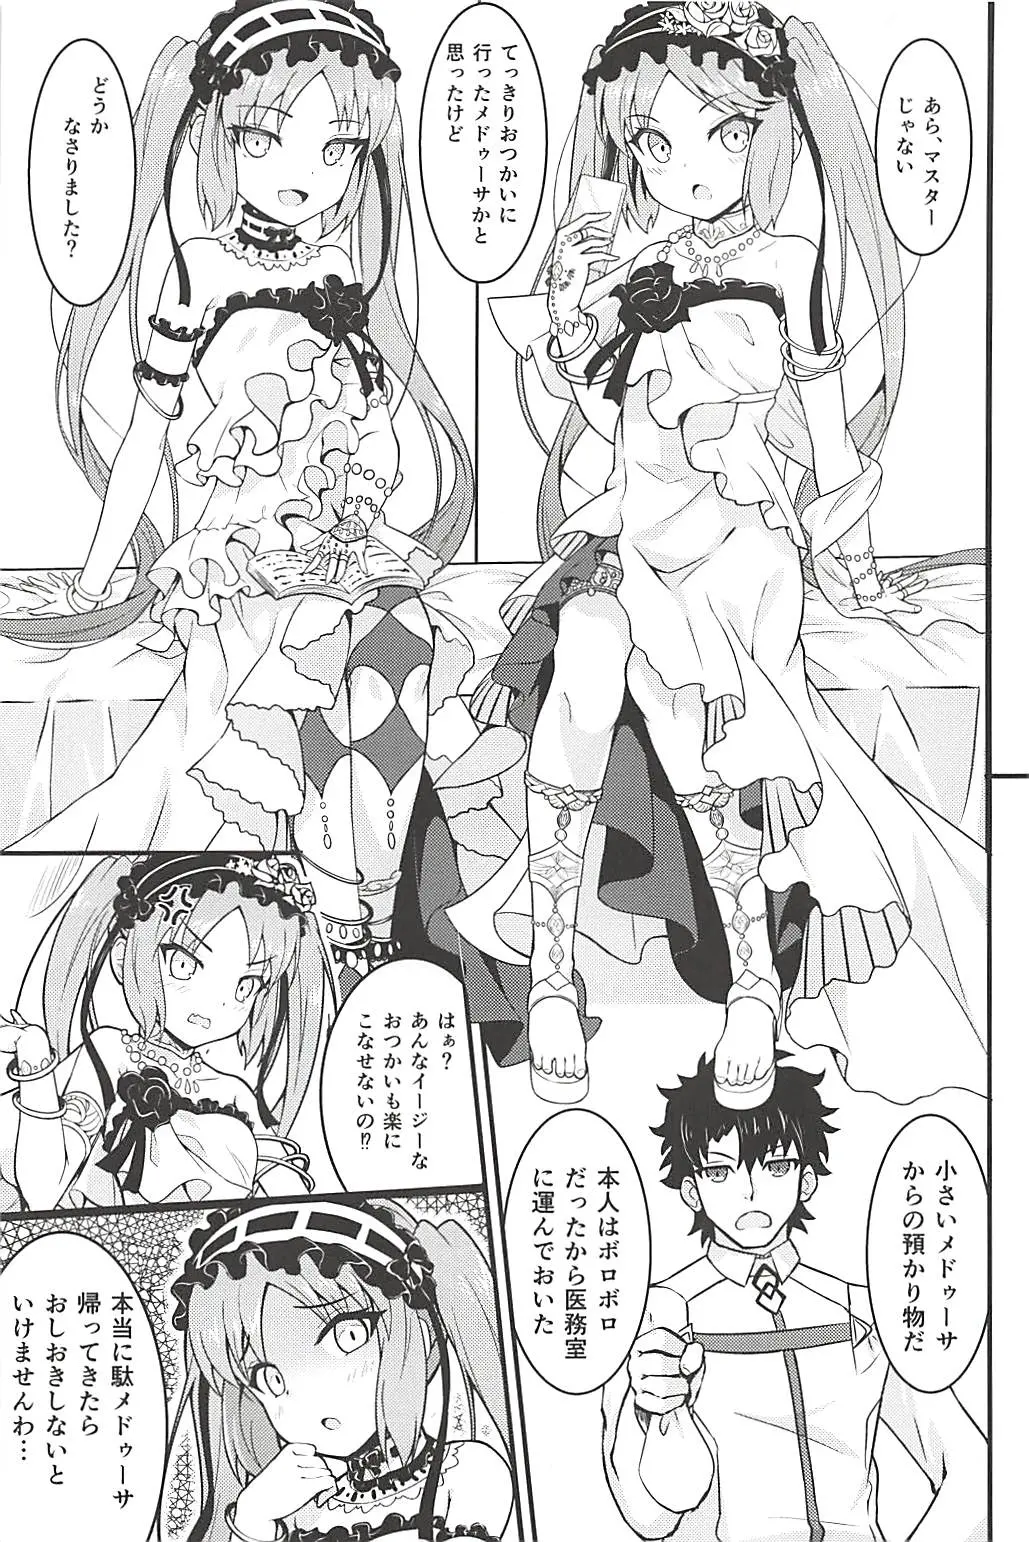 あら、マスター
じゃない
てっきりおつかいに
行ったメドゥーサかと
思ったけど
どうか
なさりました？
小さいメドゥーサ
からの預かり物だ
本人はボロボロ
だったから医務室
に運んでおいた
はぁ？
あんなイージーな
おつかいも楽に
こなせないの⁉
本当に駄メドゥーサ
帰ってきたら
おしおきしないと
いけませんわ…